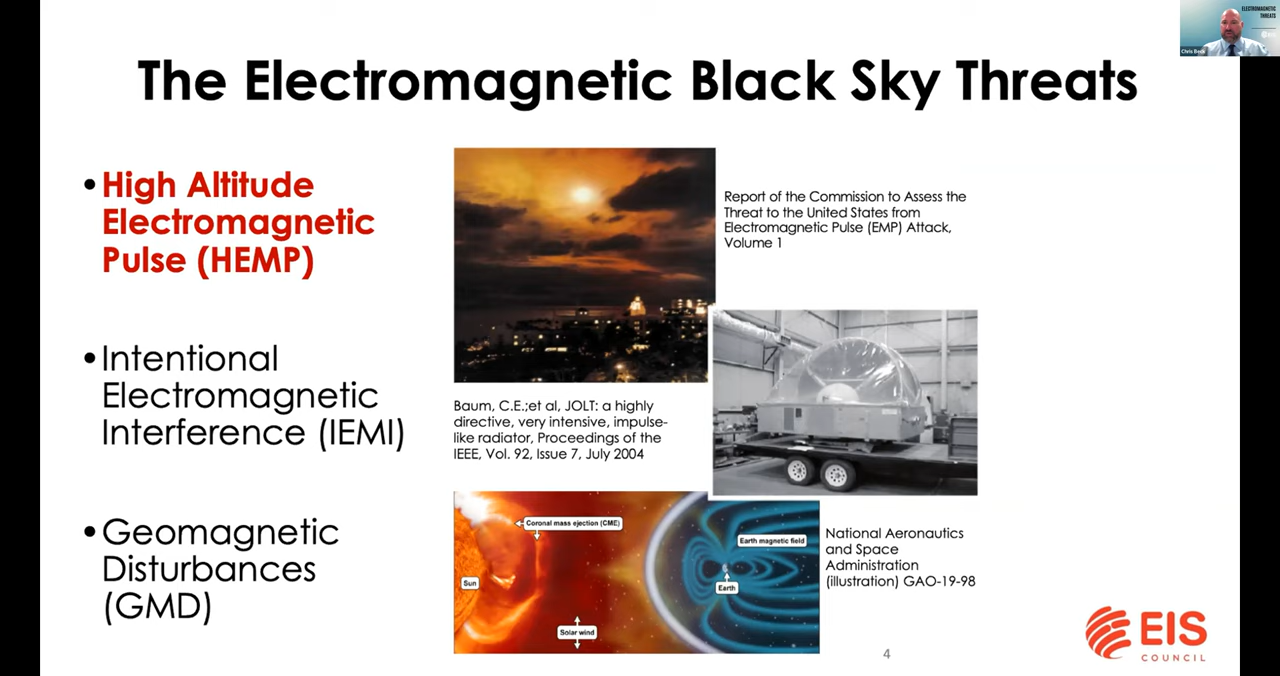 ELECTROMAGNETIC
THREATS
Chris Beck
The Electromagnetic Black Sky Threats
•High Altitude
Electromagnetic
Pulse (HEMP)
Report of the Commission to Assess the
Threat to the United States from
Electromagnetic Pulse (EMP) Attack,
Volume 1
•Intentional
Electromagnetic
Interference (IEMI)
Baum, C.E.;et al, JOLT: a highly
directive, very intensive, impulse-
like radiator, Proceedings of the
IEEE, Vol. 92, Issue 7, July 2004
•Geomagnetic
Disturbances
(GMD)
Coronal mass ejection (CME)
Earth magnetic field
Sun
Earth
Solar wind
National Aeronautics
and Space
Administration
(illustration) GAO-19-98
4
EIS
COUNCIL